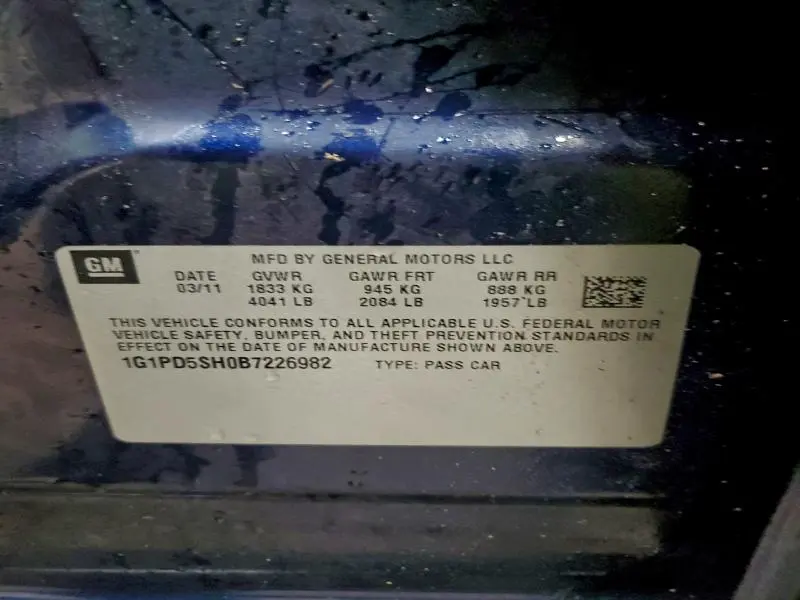 GM
MFD BY GENERAL MOTORS LLC
DATE GVWR GAWR FRT GAWR RR
03/11 1833 KG 945 KG 888 KG
4041 LB 2084 LB 1957 LB
THIS VEHICLE CONFORMS TO ALL APPLICABLE U.S. FEDERAL MOTOR
VEHICLE SAFETY, BUMPER, AND THEFT PREVENTION STANDARDS IN
EFFECT ON THE DATE OF MANUFACTURE SHOWN ABOVE.
1G1PD5SH0B7226982 TYPE: PASS CAR